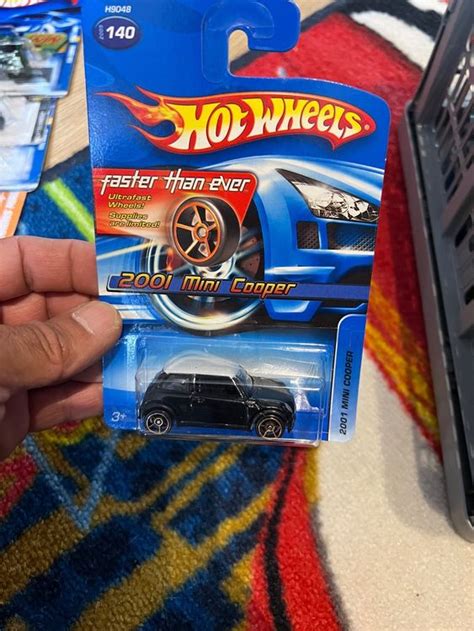 H9048
2005 140
HOT WHEELS
faster than ever
Ultrafast
Wheels!
Supplies
are limited!
2001 Mini Cooper
2001 MINI COOPER
3+